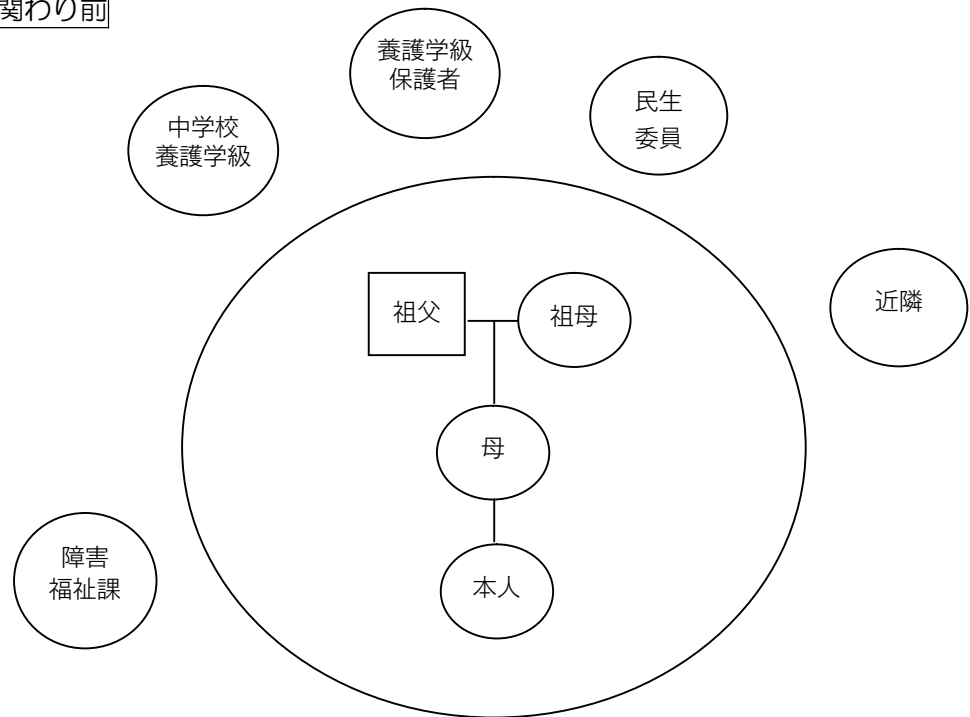 関わり前
養護学級
保護者
民生
委員
中学校
養護学級
近隣
祖父
祖母
母
本人
障害
福祉課